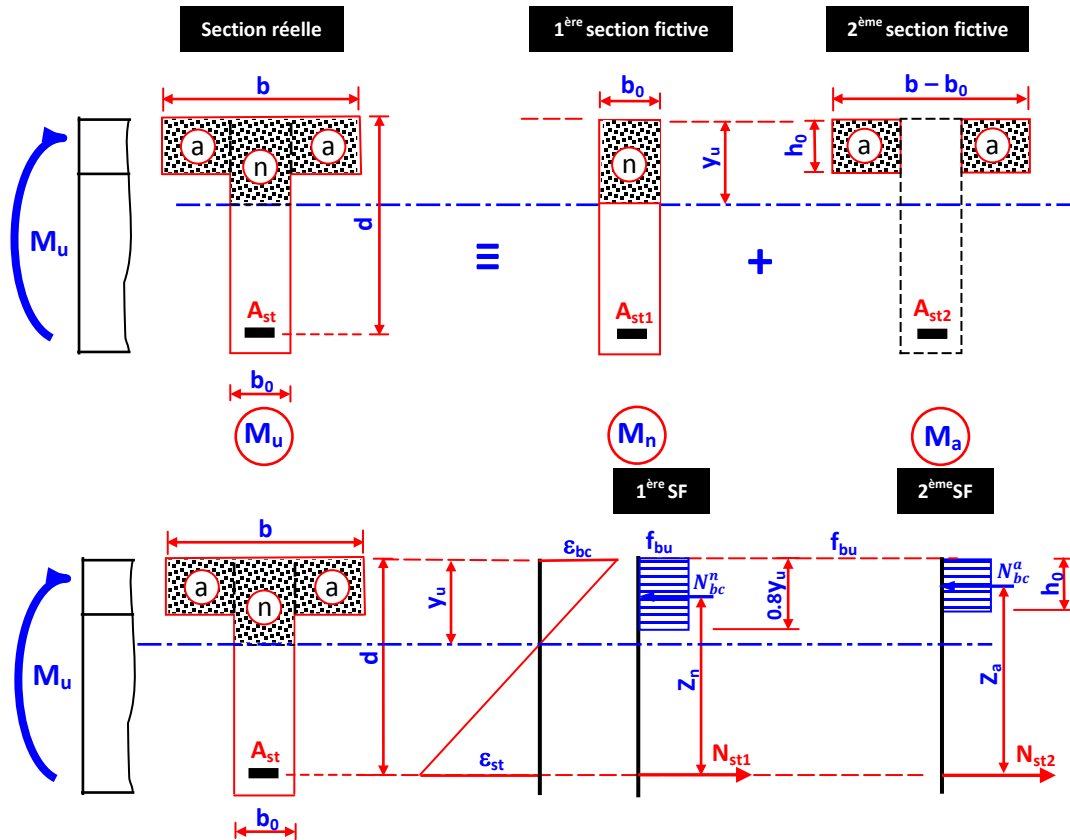 Section réelle
1ère section fictive
2ème section fictive
b
b0
b – b0
a
n
a
n
a
a
yu
h0
d
Mu
≡
+
Ast
Ast1
Ast2
b0
Mu
Mn
Ma
1ère SF
2ème SF
b
εbc
fbu
fbu
a
n
a
yu
d
Mu
N^n_bc
0.8yu
N^a_bc
h0
Zn
Za
Ast
εst
Nst1
Nst2
b0